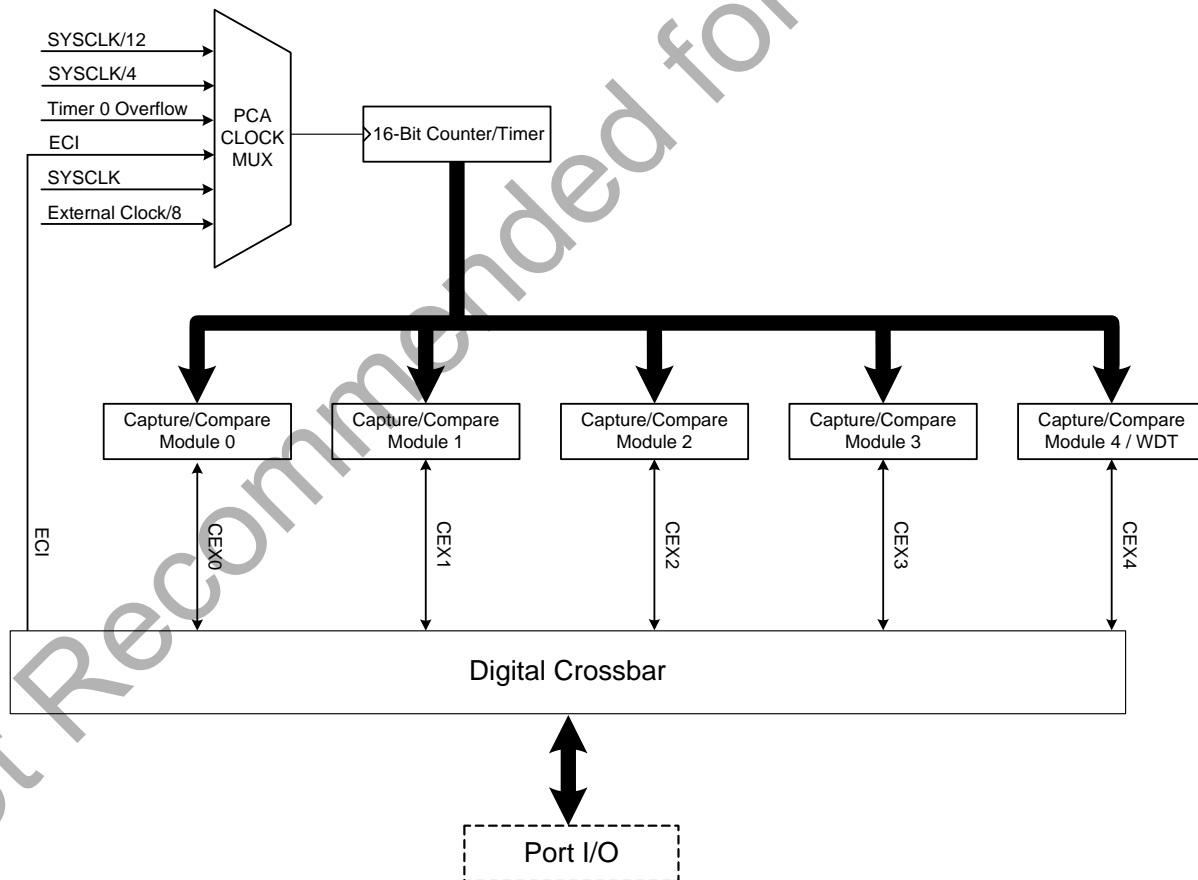 SYSCLK/12
SYSCLK/4
Timer 0 Overflow
ECI
SYSCLK
External Clock/8
PCA
CLOCK
MUX
16-Bit Counter/Timer
Capture/Compare
Module 0
Capture/Compare
Module 1
Capture/Compare
Module 2
Capture/Compare
Module 3
Capture/Compare
Module 4 / WDT
ECI
CEX0
CEX1
CEX2
CEX3
CEX4
Digital Crossbar
Port I/O
Recommended for